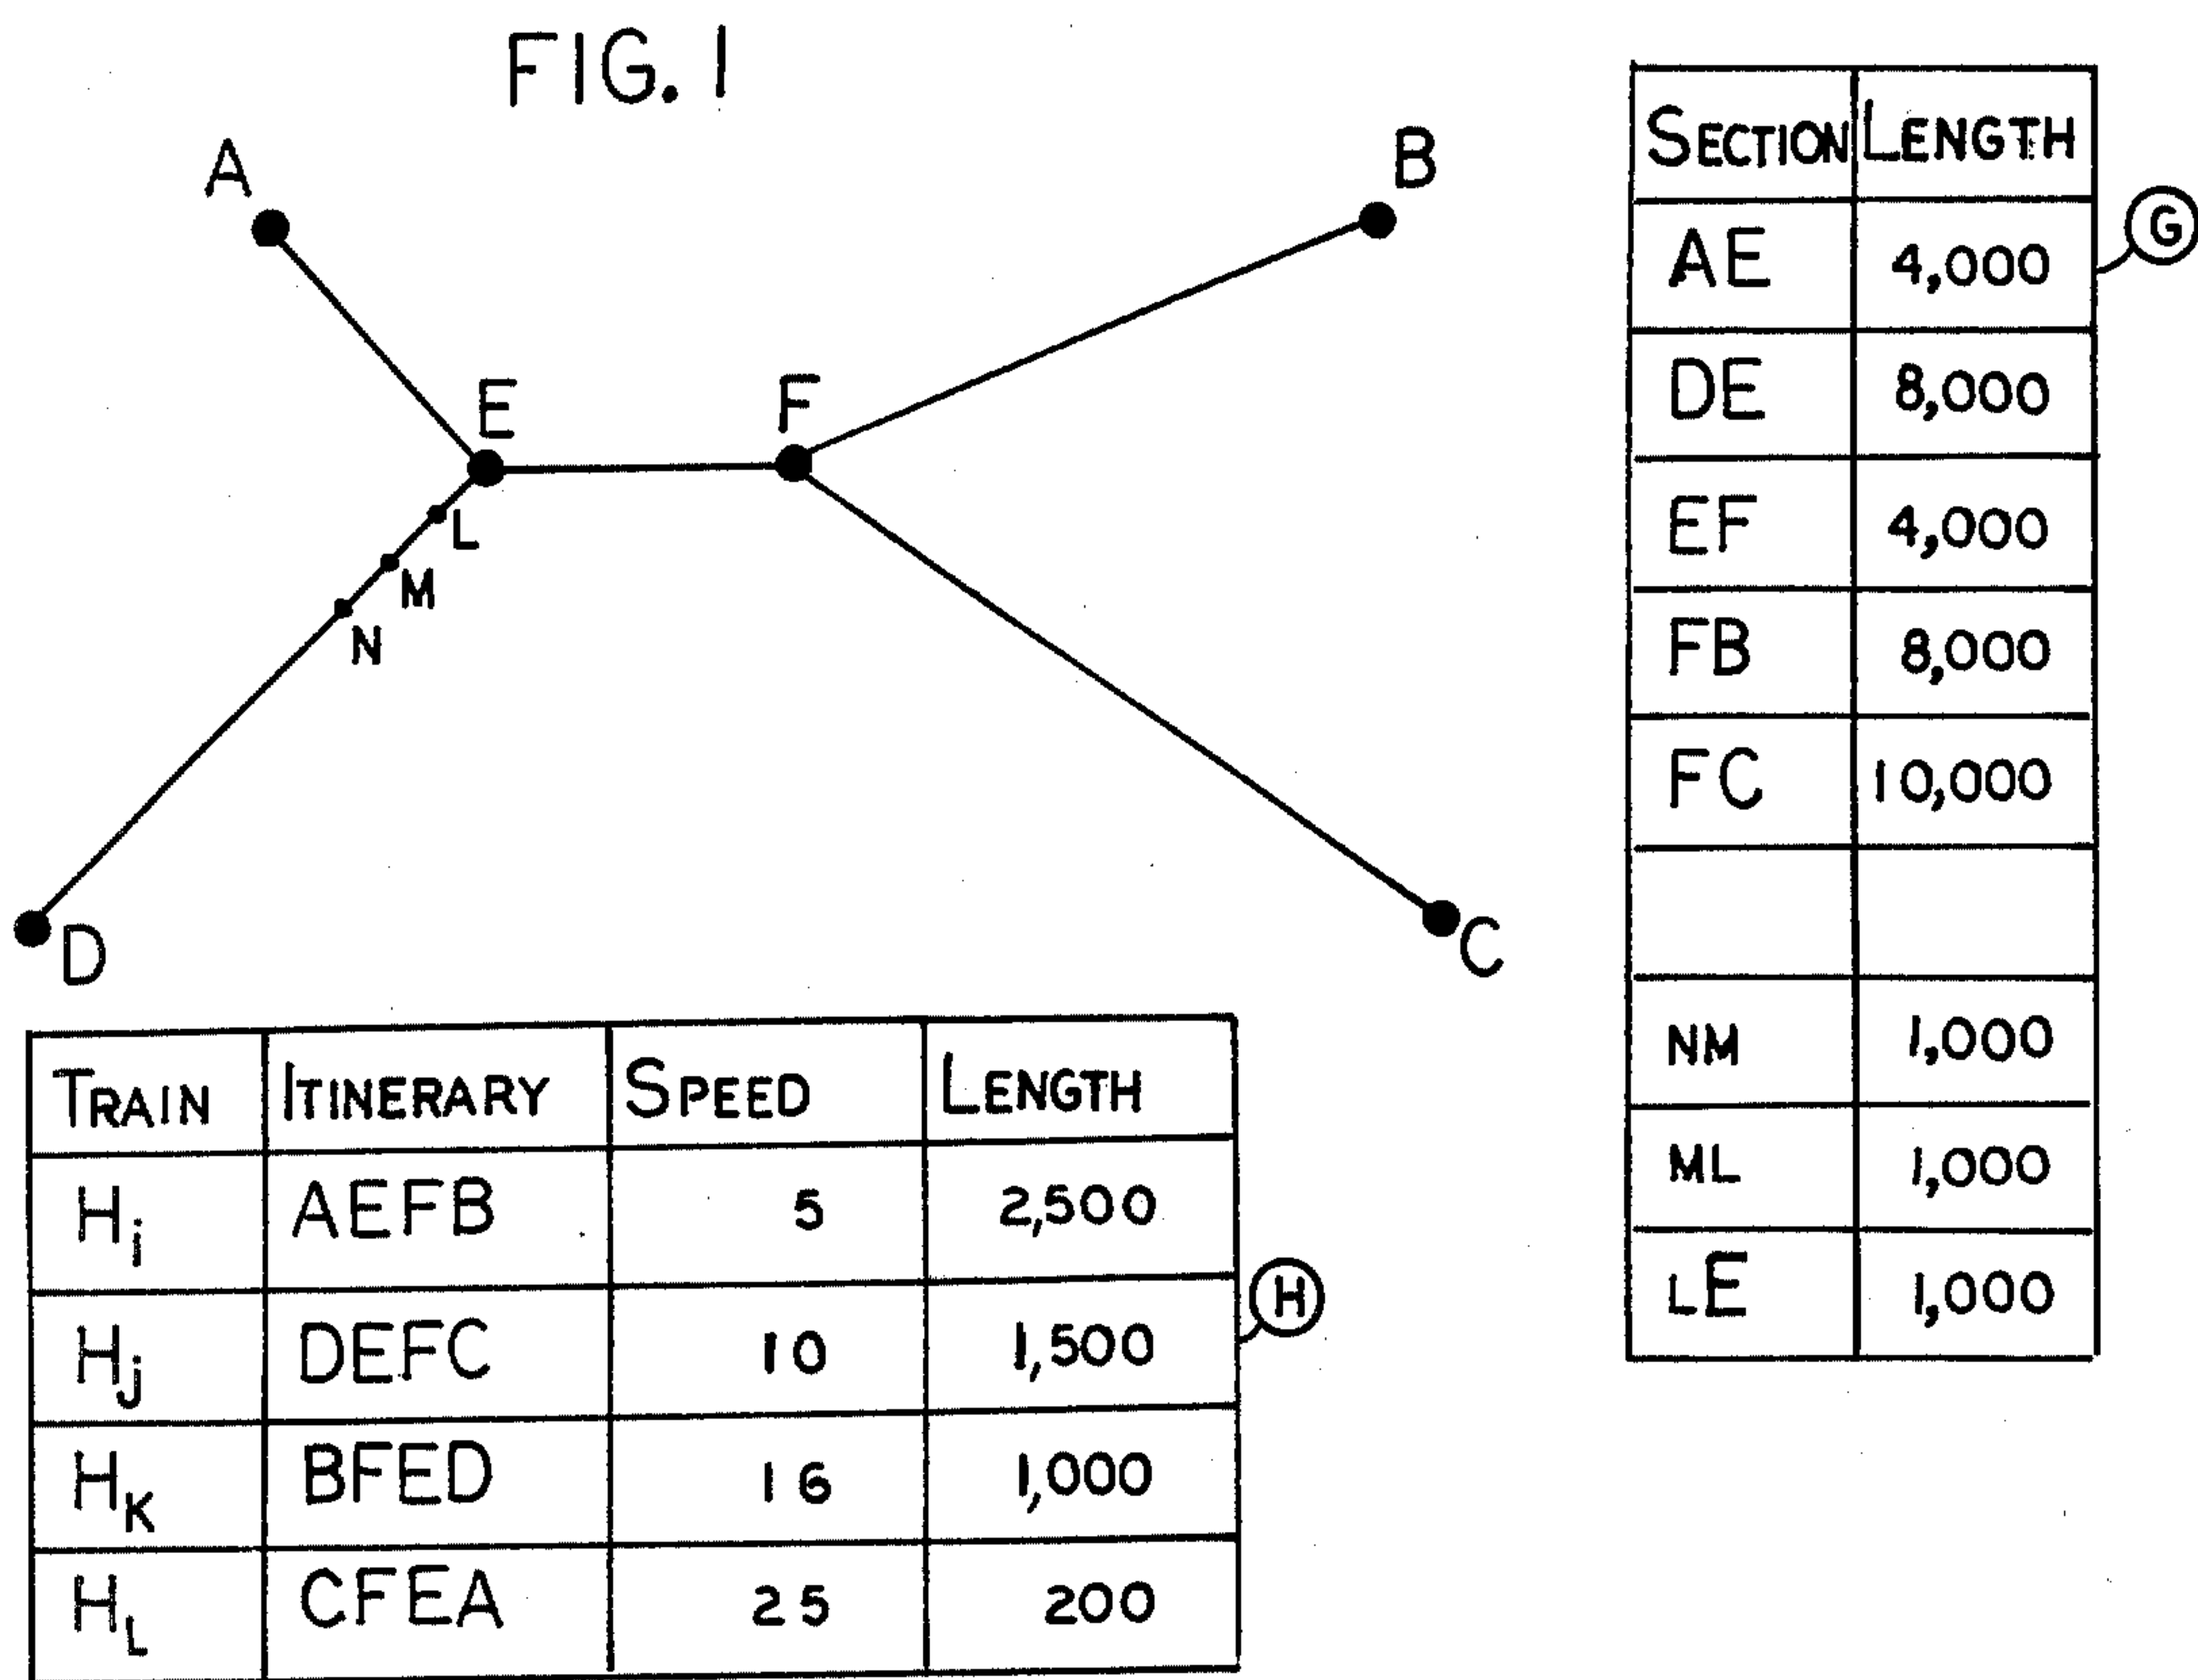 FIG. 1
A
B
E
F
L
M
N
D
C
SECTION LENGTH
AE 4,000
DE 8,000
EF 4,000
FB 8,000
FC 10,000
NM 1,000
ML 1,000
LE 1,000
G
TRAIN ITINERARY SPEED LENGTH
Hi AEFB 5 2,500
Hj DEFC 10 1,500
HK BFED 16 1,000
HL CFEA 25 200
H